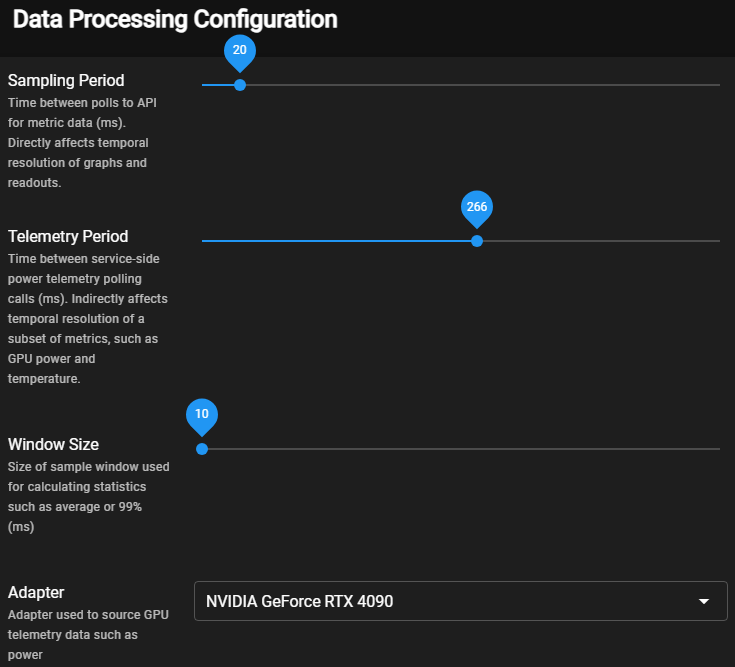 Data Processing Configuration
20
Sampling Period
Time between polls to API
for metric data (ms).
Directly affects temporal
resolution of graphs and
readouts.
266
Telemetry Period
Time between service-side
power telemetry polling
calls (ms). Indirectly affects
temporal resolution of a
subset of metrics, such as
GPU power and
temperature.
10
Window Size
Size of sample window used
for calculating statistics
such as average or 99%
(ms)
Adapter
NVIDIA GeForce RTX 4090
Adapter used to source GPU
telemetry data such as
power